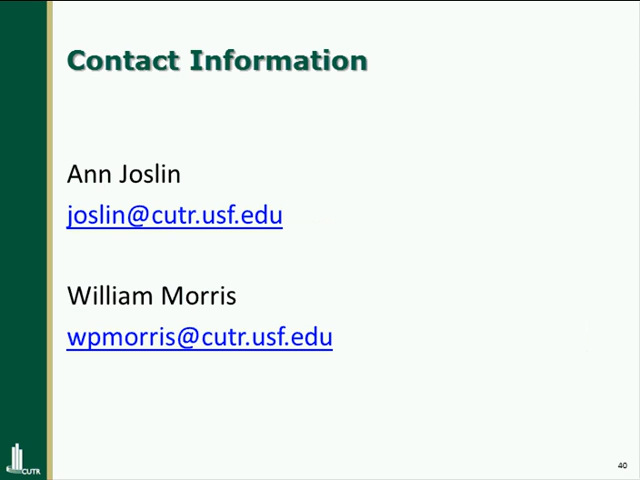 Contact Information
Ann Joslin
joslin@cutr.usf.edu
William Morris
wpmorris@cutr.usf.edu
CUTR
40